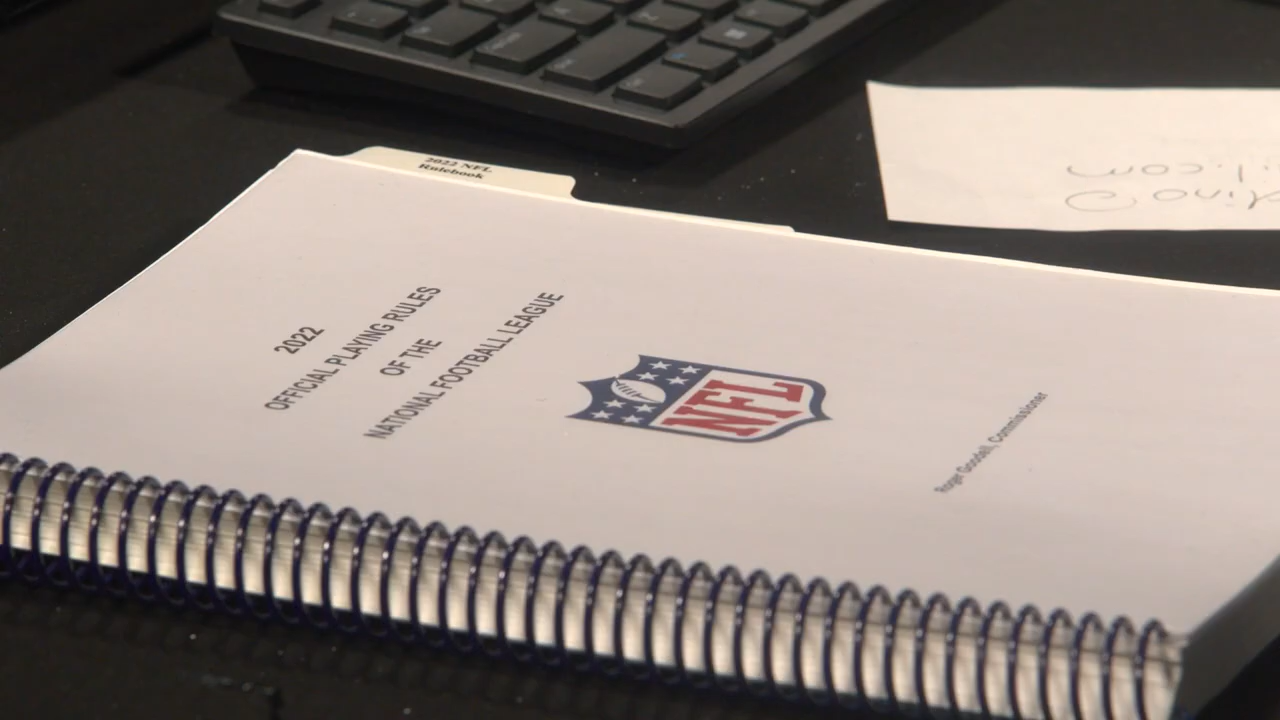 2022 NFL
Rulebook
2022
OFFICIAL PLAYING RULES
OF THE
NATIONAL FOOTBALL LEAGUE
NFL
Roger Goodell, Commissioner